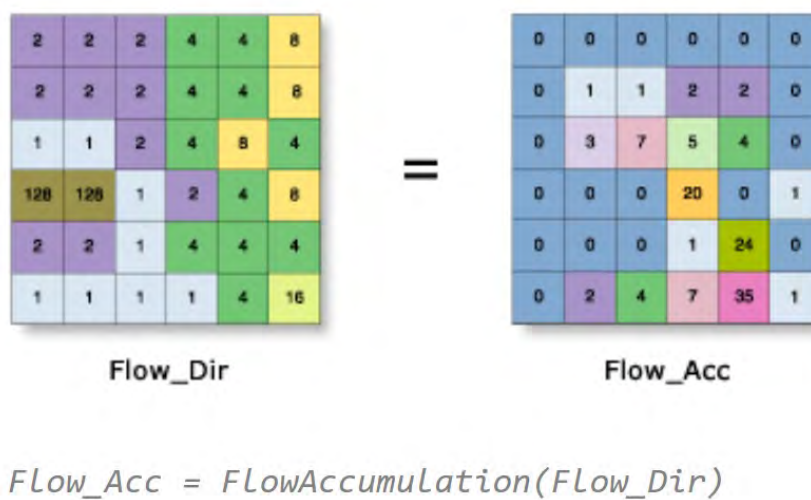 2 2 2 4 4 8 0 0 0 0 0 0
2 2 2 4 4 8 0 1 1 2 2 0
1 1 2 4 8 4 = 0 3 7 5 4 0
128 128 1 2 4 8 0 0 0 20 0 1
2 2 1 4 4 4 0 0 0 1 24 0
1 1 1 1 4 16 0 2 4 7 35 1
Flow_Dir Flow_Acc
Flow_Acc = FlowAccumulation(Flow_Dir)